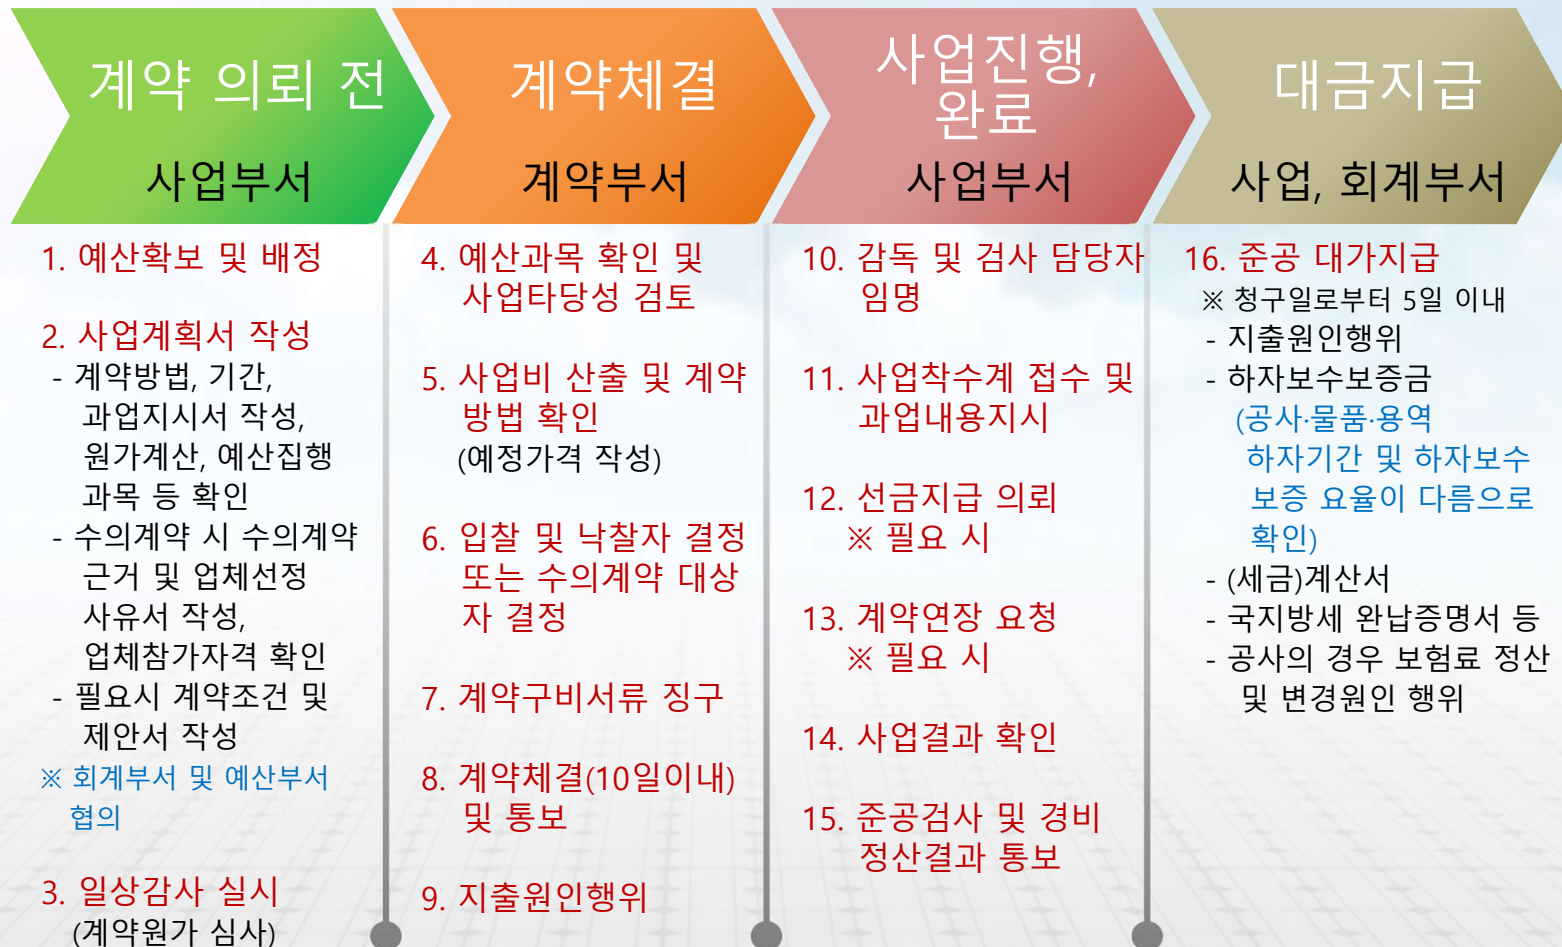 계약 의뢰 전
사업부서
1. 예산확보 및 배정
2. 사업계획서 작성
- 계약방법, 기간,
과업지시서 작성,
원가계산, 예산집행
과목 등 확인
- 수의계약 시 수의계약
근거 및 업체선정
사유서 작성,
업체참가자격 확인
- 필요시 계약조건 및
제안서 작성
※ 회계부서 및 예산부서
협의
3. 일상감사 실시
(계약원가 심사)
계약체결
계약부서
4. 예산과목 확인 및
사업타당성 검토
5. 사업비 산출 및 계약
방법 확인
(예정가격 작성)
6. 입찰 및 낙찰자 결정
또는 수의계약 대상
자 결정
7. 계약구비서류 징구
8. 계약체결(10일이내)
및 통보
9. 지출원인행위
사업진행,
완료
사업부서
10. 감독 및 검사 담당자
임명
11. 사업착수계 접수 및
과업내용지시
12. 선금지급 의뢰
※ 필요 시
13. 계약연장 요청
※ 필요 시
14. 사업결과 확인
15. 준공검사 및 경비
정산결과 통보
대금지급
사업, 회계부서
16. 준공 대가지급
※ 청구일로부터 5일 이내
- 지출원인행위
- 하자보수보증금
(공사·물품·용역
하자기간 및 하자보수
보증 요율이 다름으로
확인)
- (세금)계산서
- 국지방세 완납증명서 등
- 공사의 경우 보험료 정산
및 변경원인 행위